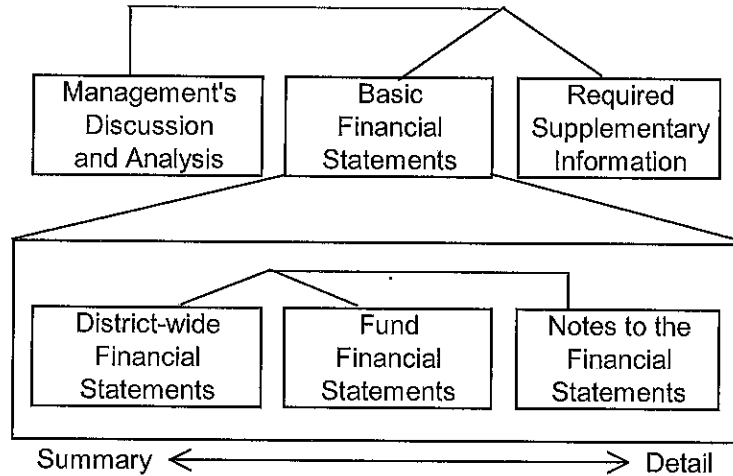 Management's
Discussion
and Analysis
Basic
Financial
Statements
Required
Supplementary
Information
District-wide
Financial
Statements
Fund
Financial
Statements
Notes to the
Financial
Statements
Summary
Detail